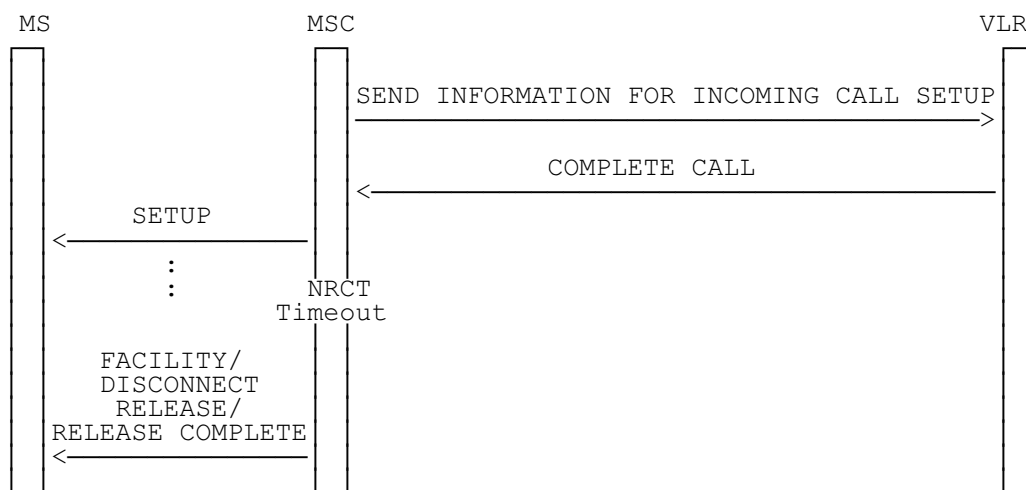 MS MSC VLR
SEND INFORMATION FOR INCOMING CALL SETUP
COMPLETE CALL
SETUP
:
:
NRCT
Timeout
FACILITY/
DISCONNECT
RELEASE/
RELEASE COMPLETE